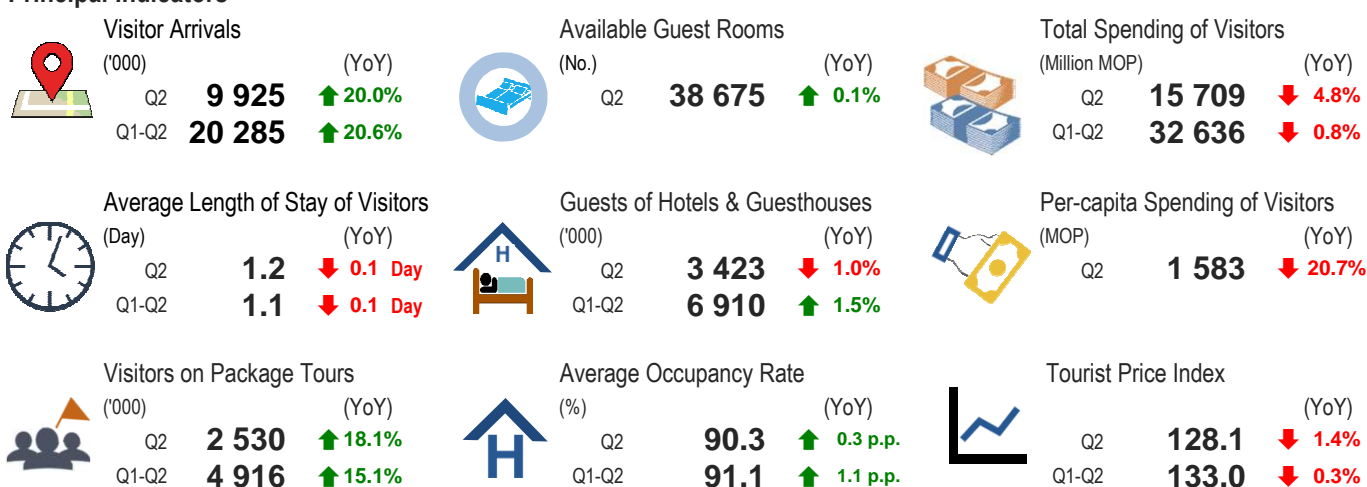 Principal Indicators
Visitor Arrivals
('000) (YoY)
Q2 9 925 20.0%
Q1-Q2 20 285 20.6%
Available Guest Rooms
(No.) (YoY)
Q2 38 675 0.1%
Total Spending of Visitors
(Million MOP) (YoY)
Q2 15 709 4.8%
Q1-Q2 32 636 0.8%
Average Length of Stay of Visitors
(Day) (YoY)
Q2 1.2 0.1 Day
Q1-Q2 1.1 0.1 Day
H
Guests of Hotels & Guesthouses
('000) (YoY)
Q2 3 423 1.0%
Q1-Q2 6 910 1.5%
Per-capita Spending of Visitors
(MOP) (YoY)
Q2 1 583 20.7%
Visitors on Package Tours
('000) (YoY)
Q2 2 530 18.1%
Q1-Q2 4 916 15.1%
H
Average Occupancy Rate
(%) (YoY)
Q2 90.3 0.3 p.p.
Q1-Q2 91.1 1.1 p.p.
Tourist Price Index
(YoY)
Q2 128.1 1.4%
Q1-Q2 133.0 0.3%